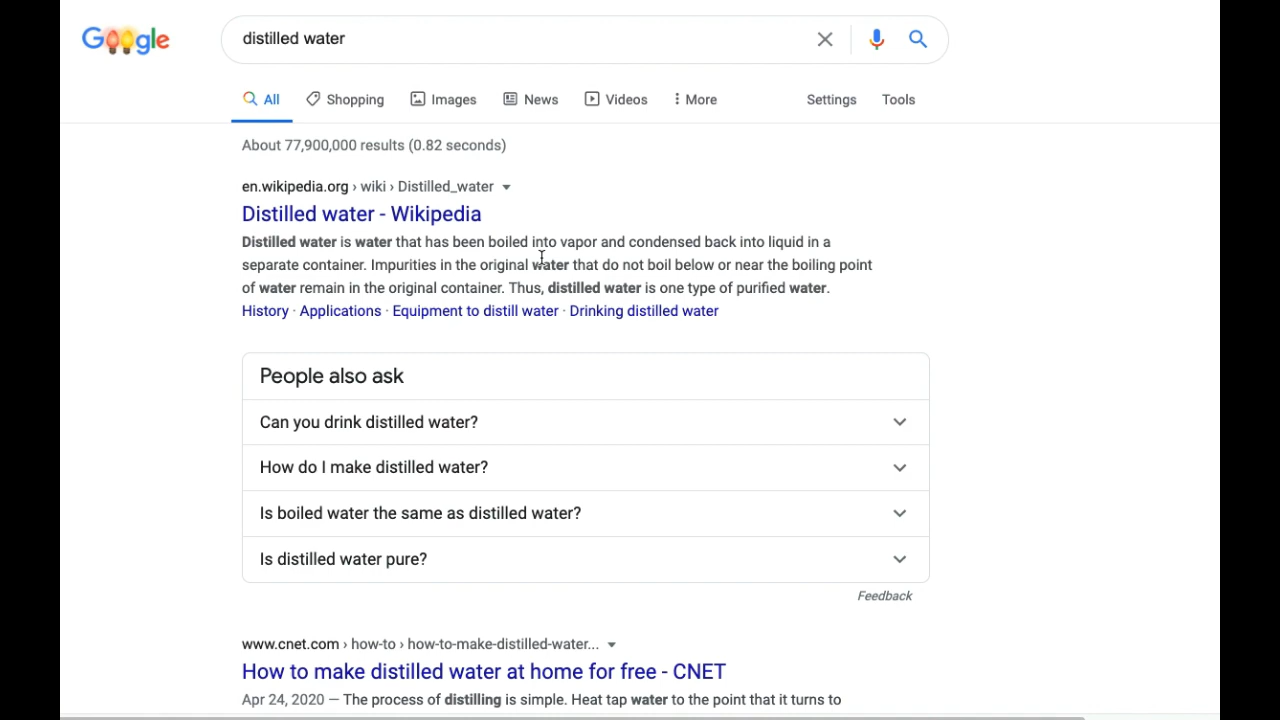 Google
distilled water
All Shopping Images News Videos More Settings Tools
About 77,900,000 results (0.82 seconds)
en.wikipedia.org › wiki › Distilled_water
Distilled water - Wikipedia
Distilled water is water that has been boiled into vapor and condensed back into liquid in a
separate container. Impurities in the original water that do not boil below or near the boiling point
of water remain in the original container. Thus, distilled water is one type of purified water.
History · Applications · Equipment to distill water · Drinking distilled water
People also ask
Can you drink distilled water?
How do I make distilled water?
Is boiled water the same as distilled water?
Is distilled water pure?
Feedback
www.cnet.com › how-to › how-to-make-distilled-water...
How to make distilled water at home for free - CNET
Apr 24, 2020 — The process of distilling is simple. Heat tap water to the point that it turns to